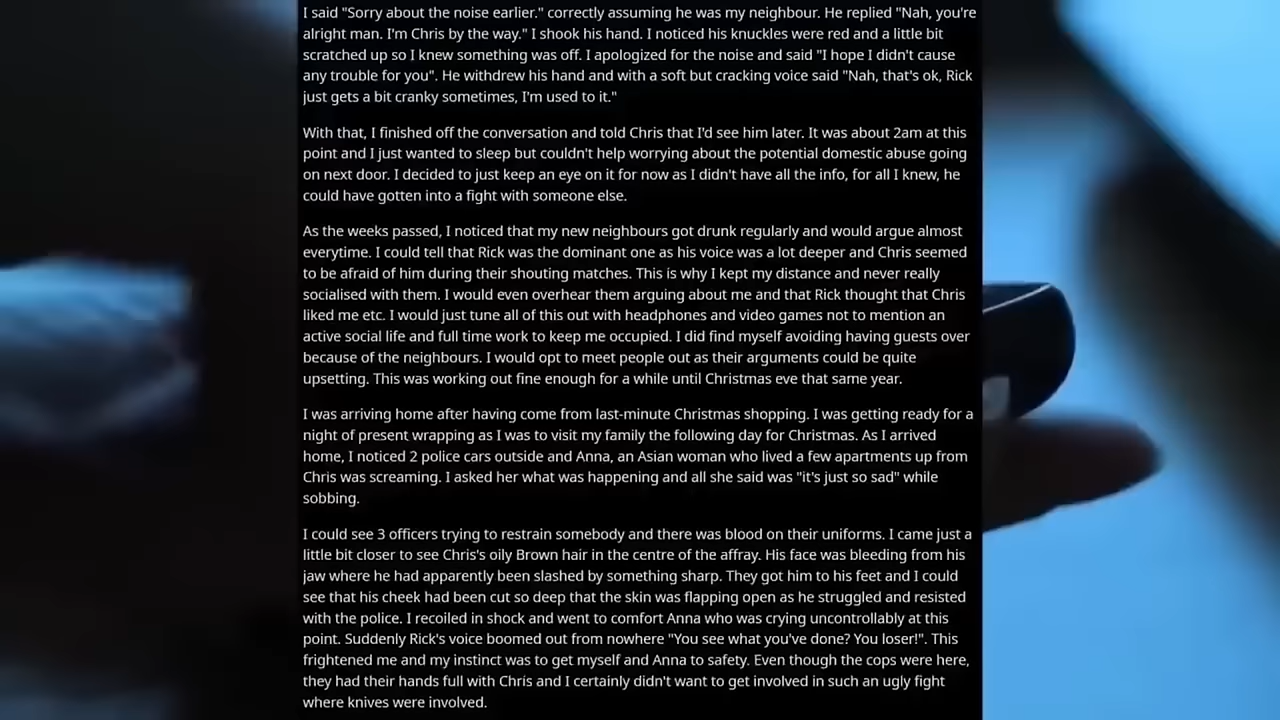 I said "Sorry about the noise earlier." correctly assuming he was my neighbour. He replied "Nah, you're
alright man. I'm Chris by the way." I shook his hand. I noticed his knuckles were red and a little bit
scratched up so I knew something was off. I apologized for the noise and said "I hope I didn't cause
any trouble for you". He withdrew his hand and with a soft but cracking voice said "Nah, that's ok, Rick
just gets a bit cranky sometimes, I'm used to it."
With that, I finished off the conversation and told Chris that I'd see him later. It was about 2am at this
point and I just wanted to sleep but couldn't help worrying about the potential domestic abuse going
on next door. I decided to just keep an eye on it for now as I didn't have all the info, for all I knew, he
could have gotten into a fight with someone else.
As the weeks passed, I noticed that my new neighbours got drunk regularly and would argue almost
everytime. I could tell that Rick was the dominant one as his voice was a lot deeper and Chris seemed
to be afraid of him during their shouting matches. This is why I kept my distance and never really
socialised with them. I would even overhear them arguing about me and that Rick thought that Chris
liked me etc. I would just tune all of this out with headphones and video games not to mention an
active social life and full time work to keep me occupied. I did find myself avoiding having guests over
because of the neighbours. I would opt to meet people out as their arguments could be quite
upsetting. This was working out fine enough for a while until Christmas eve that same year.
I was arriving home after having come from last-minute Christmas shopping. I was getting ready for a
night of present wrapping as I was to visit my family the following day for Christmas. As I arrived
home, I noticed 2 police cars outside and Anna, an Asian woman who lived a few apartments up from
Chris was screaming. I asked her what was happening and all she said was "it's just so sad" while
sobbing.
I could see 3 officers trying to restrain somebody and there was blood on their uniforms. I came just a
little bit closer to see Chris's oily Brown hair in the centre of the affray. His face was bleeding from his
jaw where he had apparently been slashed by something sharp. They got him to his feet and I could
see that his cheek had been cut so deep that the skin was flapping open as he struggled and resisted
with the police. I recoiled in shock and went to comfort Anna who was crying uncontrollably at this
point. Suddenly Rick's voice boomed out from nowhere "You see what you've done? You loser!". This
frightened me and my instinct was to get myself and Anna to safety. Even though the cops were here,
they had their hands full with Chris and I certainly didn't want to get involved in such an ugly fight
where knives were involved.